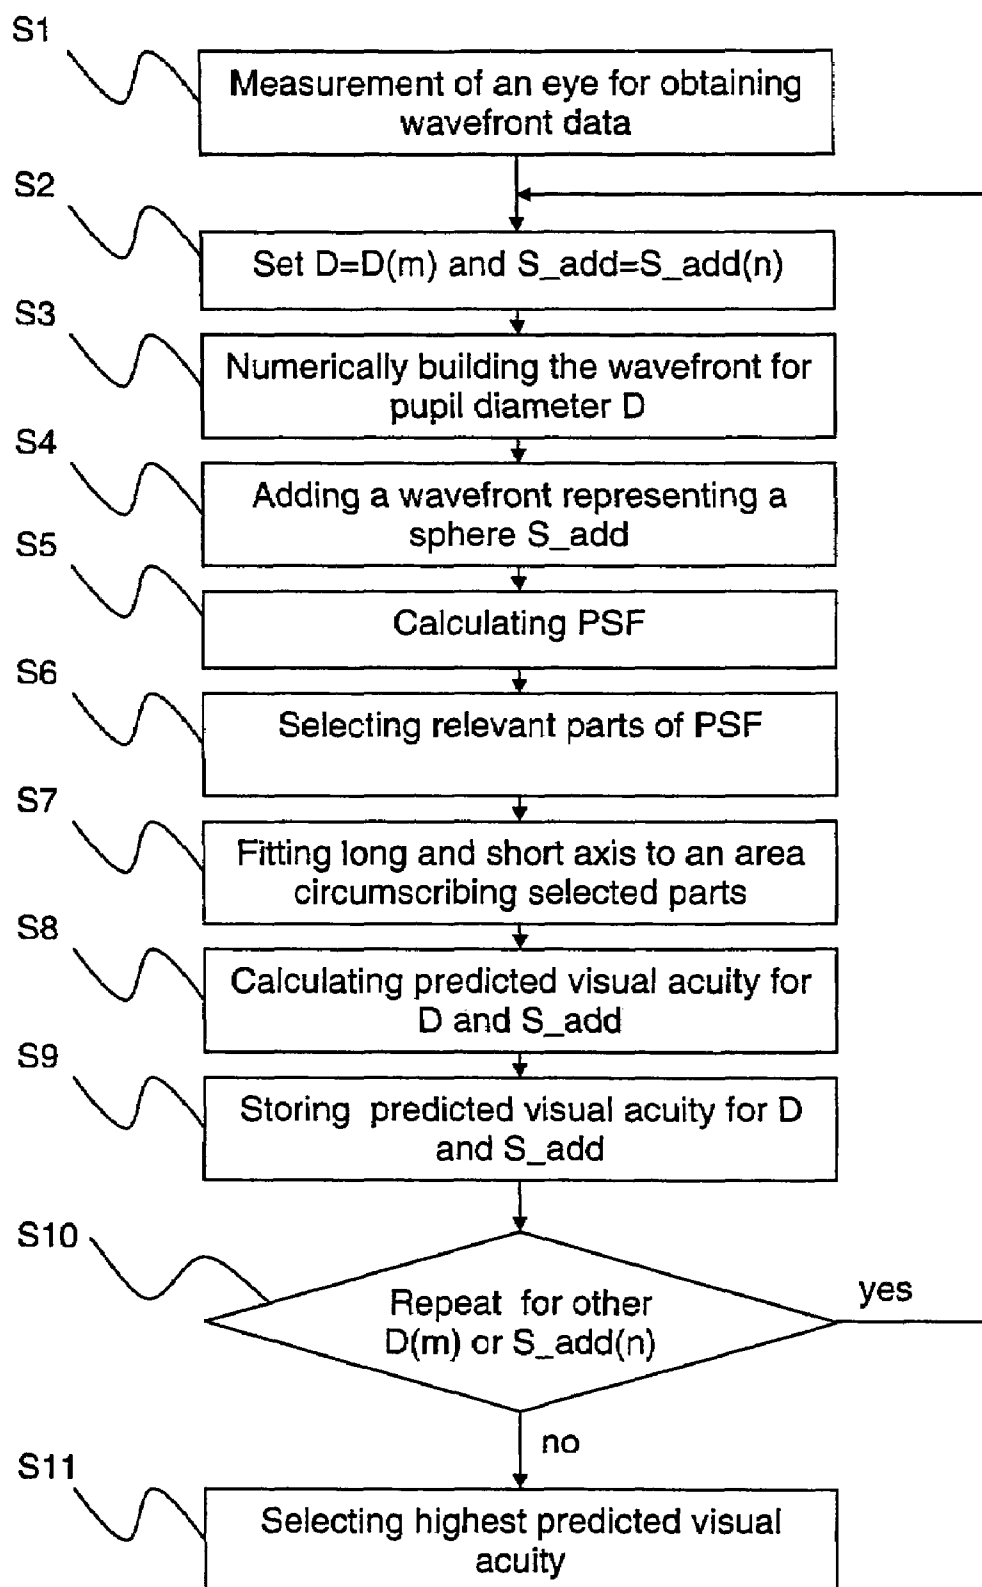 S1
Measurement of an eye for obtaining
wavefront data
S2
Set D=D(m) and S_add=S_add(n)
S3
Numerically building the wavefront for
pupil diameter D
S4
Adding a wavefront representing a
sphere S_add
S5
Calculating PSF
S6
Selecting relevant parts of PSF
S7
Fitting long and short axis to an area
circumscribing selected parts
S8
Calculating predicted visual acuity for
D and S_add
S9
Storing predicted visual acuity for D
and S_add
S10
Repeat for other
D(m) or S_add(n)
yes
no
S11
Selecting highest predicted visual
acuity